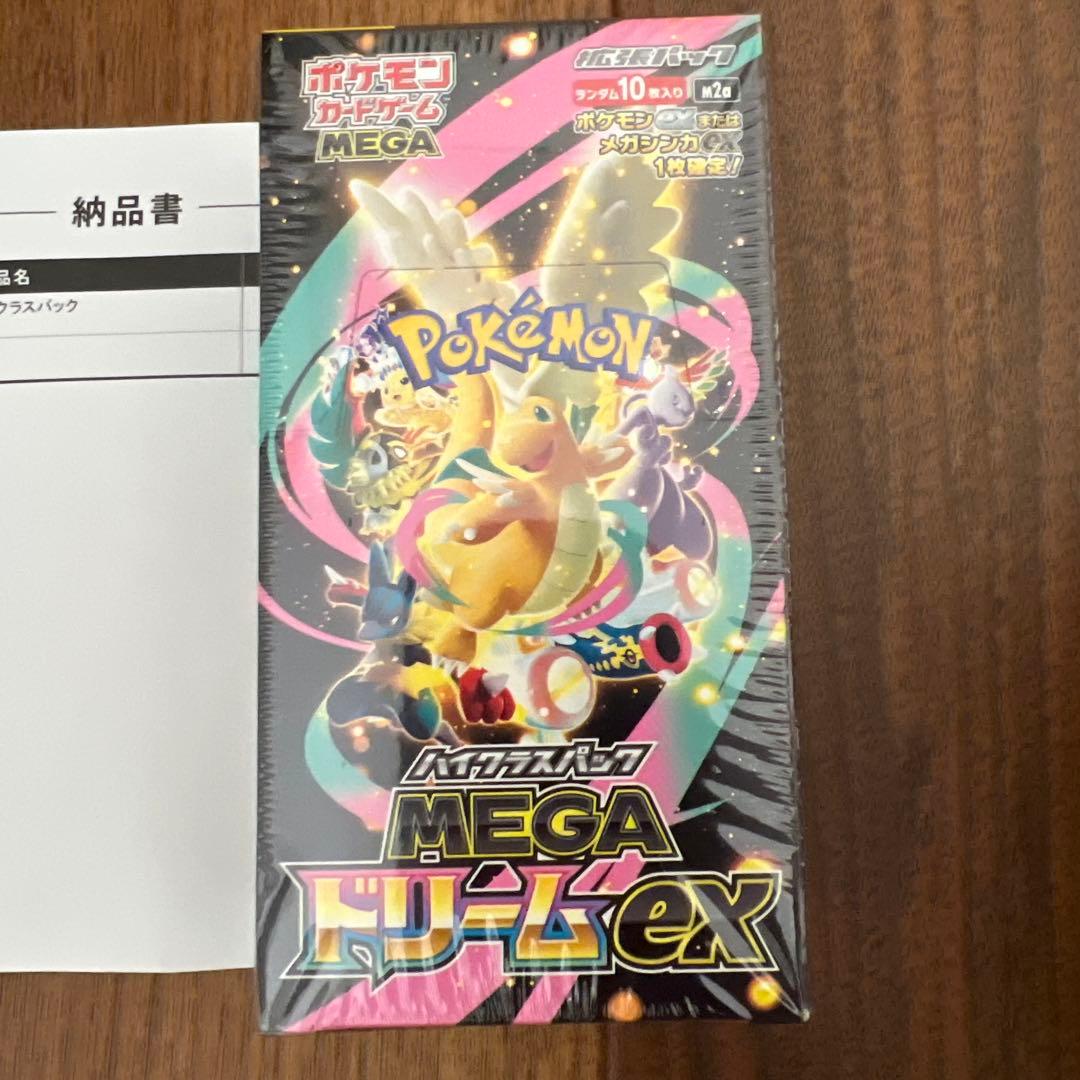 納品書
品名
クラスパック
ポケモン
カードゲーム
MEGA
拡張パック
ランダム10枚入り M2a
ポケモンexまたは
メガシンカex
1枚確定!
POKéMON
ハイクラスパック
MEGA
ドリームex